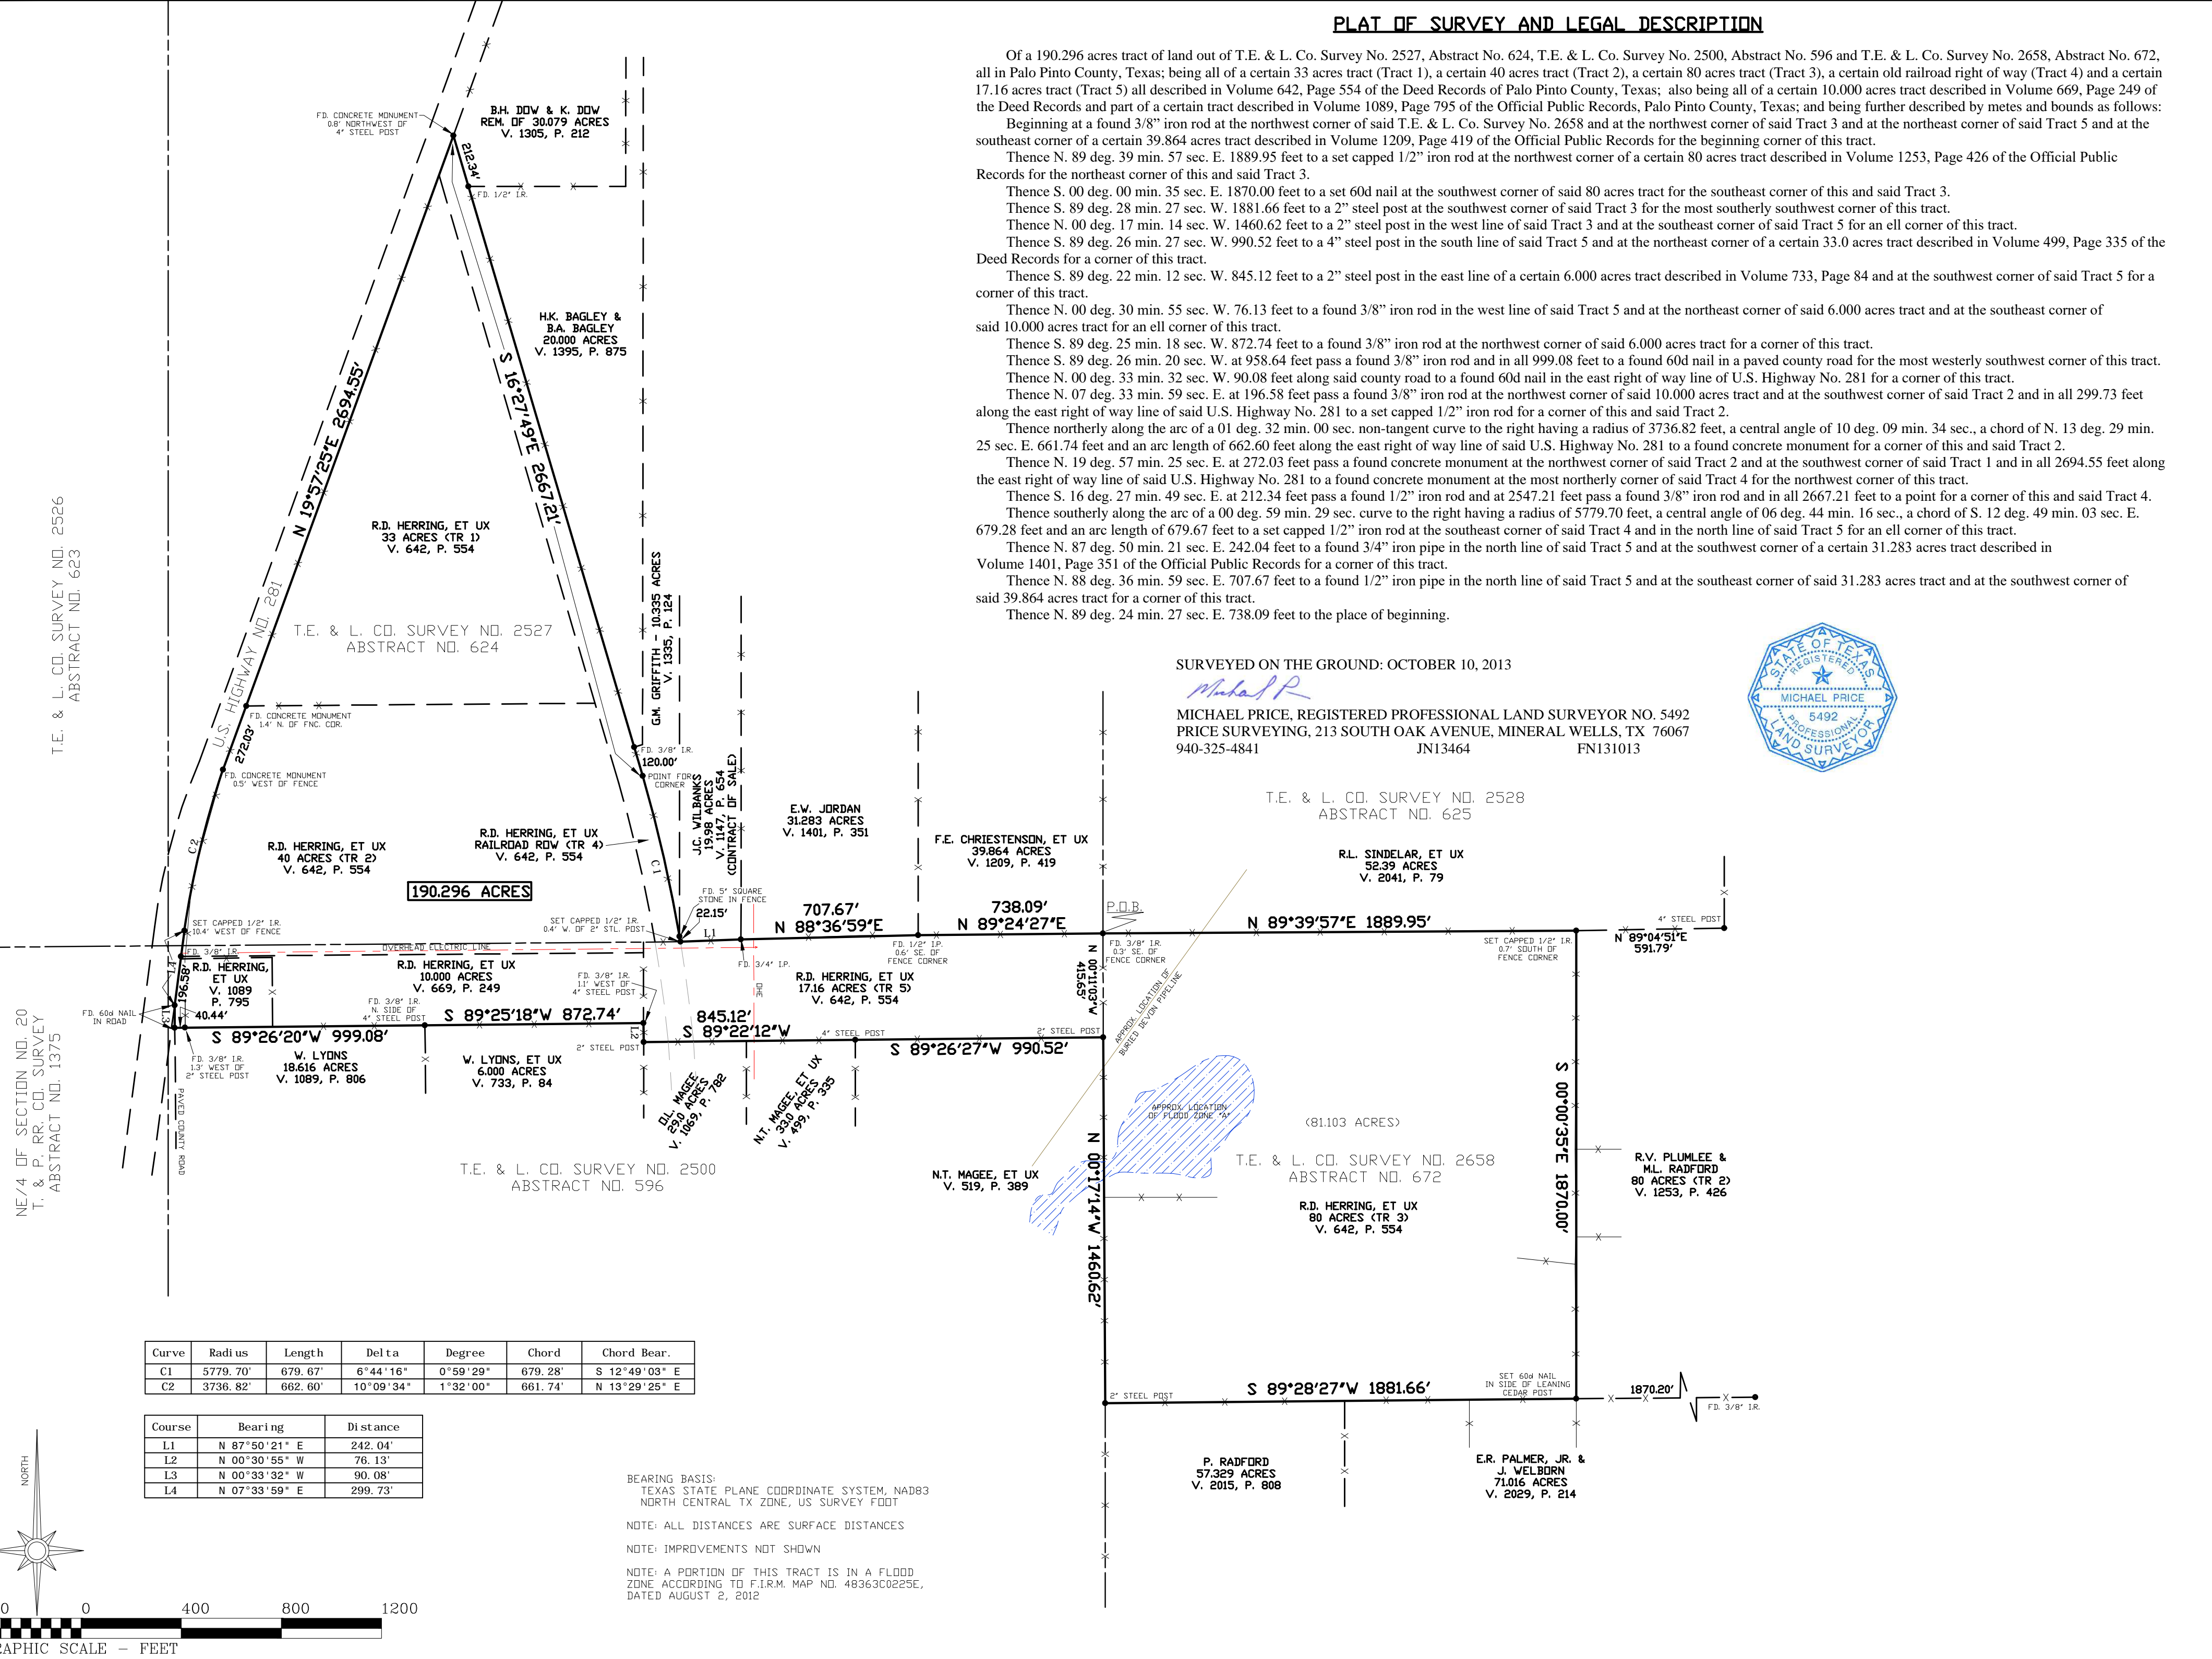 PLAT OF SURVEY AND LEGAL DESCRIPTION
Of a 190.296 acres tract of land out of T.E. & L. Co. Survey No. 2527, Abstract No. 624, T.E. & L. Co. Survey No. 2500, Abstract No. 596 and T.E. & L. Co. Survey No. 2658, Abstract No. 672,
all in Palo Pinto County, Texas; being all of a certain 33 acres tract (Tract 1), a certain 40 acres tract (Tract 2), a certain 80 acres tract (Tract 3), a certain old railroad right of way (Tract 4) and a certain
17.16 acres tract (Tract 5) all described in Volume 642, Page 554 of the Deed Records of Palo Pinto County, Texas; also being all of a certain 10.000 acres tract described in Volume 669, Page 249 of
the Deed Records and part of a certain tract described in Volume 1089, Page 795 of the Official Public Records, Palo Pinto County, Texas; and being further described by metes and bounds as follows:
Beginning at a found 3/8” iron rod at the northwest corner of said T.E. & L. Co. Survey No. 2658 and at the northwest corner of said Tract 3 and at the northeast corner of said Tract 5 and at the
southeast corner of a certain 39.864 acres tract described in Volume 1209, Page 419 of the Official Public Records for the beginning corner of this tract.
Thence N. 89 deg. 39 min. 57 sec. E. 1889.95 feet to a set capped 1/2” iron rod at the northwest corner of a certain 80 acres tract described in Volume 1253, Page 426 of the Official Public
Records for the northeast corner of this and said Tract 3.
Thence S. 00 deg. 00 min. 35 sec. E. 1870.00 feet to a set 60d nail at the southwest corner of said 80 acres tract for the southeast corner of this and said Tract 3.
Thence S. 89 deg. 28 min. 27 sec. W. 1881.66 feet to a 2” steel post at the southwest corner of said Tract 3 for the most southerly southwest corner of this tract.
Thence N. 00 deg. 17 min. 14 sec. W. 1460.62 feet to a 2” steel post in the west line of said Tract 3 and at the southeast corner of said Tract 5 for an ell corner of this tract.
Thence S. 89 deg. 26 min. 27 sec. W. 990.52 feet to a 4” steel post in the south line of said Tract 5 and at the northeast corner of a certain 33.0 acres tract described in Volume 499, Page 335 of the
Deed Records for a corner of this tract.
Thence S. 89 deg. 22 min. 12 sec. W. 845.12 feet to a 2” steel post in the east line of a certain 6.000 acres tract described in Volume 733, Page 84 and at the southwest corner of said Tract 5 for a
corner of this tract.
Thence N. 00 deg. 30 min. 55 sec. W. 76.13 feet to a found 3/8” iron rod in the west line of said Tract 5 and at the northeast corner of said 6.000 acres tract and at the southeast corner of
said 10.000 acres tract for an ell corner of this tract.
Thence S. 89 deg. 25 min. 18 sec. W. 872.74 feet to a found 3/8” iron rod at the northwest corner of said 6.000 acres tract for a corner of this tract.
Thence S. 89 deg. 26 min. 20 sec. W. at 958.64 feet pass a found 3/8” iron rod and in all 999.08 feet to a found 60d nail in a paved county road for the most westerly southwest corner of this tract.
Thence N. 00 deg. 33 min. 32 sec. W. 90.08 feet along said county road to a found 60d nail in the east right of way line of U.S. Highway No. 281 for a corner of this tract.
Thence N. 07 deg. 33 min. 59 sec. E. at 196.58 feet pass a found 3/8” iron rod at the northwest corner of said 10.000 acres tract and at the southwest corner of said Tract 2 and in all 299.73 feet
along the east right of way line of said U.S. Highway No. 281 to a set capped 1/2” iron rod for a corner of this and said Tract 2.
Thence northerly along the arc of a 01 deg. 32 min. 00 sec. non-tangent curve to the right having a radius of 3736.82 feet, a central angle of 10 deg. 09 min. 34 sec., a chord of N. 13 deg. 29 min.
25 sec. E. 661.74 feet and an arc length of 662.60 feet along the east right of way line of said U.S. Highway No. 281 to a found concrete monument for a corner of this and said Tract 2.
Thence N. 19 deg. 57 min. 25 sec. E. at 272.03 feet pass a found concrete monument at the northwest corner of said Tract 2 and at the southwest corner of said Tract 1 and in all 2694.55 feet along
the east right of way line of said U.S. Highway No. 281 to a found concrete monument at the most northerly corner of said Tract 4 for the northwest corner of this tract.
Thence S. 16 deg. 27 min. 49 sec. E. at 212.34 feet pass a found 1/2” iron rod and at 2547.21 feet pass a found 3/8” iron rod and in all 2667.21 feet to a point for a corner of this and said Tract 4.
Thence southerly along the arc of a 00 deg. 59 min. 29 sec. curve to the right having a radius of 5779.70 feet, a central angle of 06 deg. 44 min. 16 sec., a chord of S. 12 deg. 49 min. 03 sec. E.
679.28 feet and an arc length of 679.67 feet to a set capped 1/2” iron rod at the southeast corner of said Tract 4 and in the north line of said Tract 5 for an ell corner of this tract.
Thence N. 87 deg. 50 min. 21 sec. E. 242.04 feet to a found 3/4” iron pipe in the north line of said Tract 5 and at the southwest corner of a certain 31.283 acres tract described in
Volume 1401, Page 351 of the Official Public Records for a corner of this tract.
Thence N. 88 deg. 36 min. 59 sec. E. 707.67 feet to a found 1/2” iron pipe in the north line of said Tract 5 and at the southeast corner of said 31.283 acres tract and at the southwest corner of
said 39.864 acres tract for a corner of this tract.
Thence N. 89 deg. 24 min. 27 sec. E. 738.09 feet to the place of beginning.
SURVEYED ON THE GROUND: OCTOBER 10, 2013
MICHAEL PRICE, REGISTERED PROFESSIONAL LAND SURVEYOR NO. 5492
PRICE SURVEYING, 213 SOUTH OAK AVENUE, MINERAL WELLS, TX 76067
940-325-4841 JN13464 FN131013
STATE OF TEXAS
REGISTERED
MICHAEL PRICE
5492
PROFESSIONAL
LAND SURVEYOR
FD. CONCRETE MONUMENT
0.8' NORTHWEST OF
4" STEEL POST
B.H. DOW & K. DOW
REM. OF 30.079 ACRES
V. 1305, P. 212
212.34'
FD. 1/2" I.R.
H.K. BAGLEY &
B.A. BAGLEY
20.000 ACRES
V. 1395, P. 875
N 19°57'25"E 2694.55'
S 16°27'49"E 2667.21'
T.E. & L. CO. SURVEY NO. 2526
ABSTRACT NO. 623
R.D. HERRING, ET UX
33 ACRES (TR 1)
V. 642, P. 554
U.S. HIGHWAY NO. 281
T.E. & L. CO. SURVEY NO. 2527
ABSTRACT NO. 624
G.M. GRIFFITH - 10.335 ACRES
V. 1335, P. 124
FD. CONCRETE MONUMENT
1.4' N. OF FNC. COR.
272.03'
FD. CONCRETE MONUMENT
0.5' WEST OF FENCE
FD. 3/8" I.R.
120.00'
POINT FOR
CORNER
J.C. WILBANKS
19.98 ACRES
V. 1147, P. 654
(CONTRACT OF SALE)
C2
R.D. HERRING, ET UX
40 ACRES (TR 2)
V. 642, P. 554
R.D. HERRING, ET UX
RAILROAD ROW (TR 4)
V. 642, P. 554
C1
190.296 ACRES
E.W. JORDAN
31.283 ACRES
V. 1401, P. 351
F.E. CHRIESTENSON, ET UX
39.864 ACRES
V. 1209, P. 419
T.E. & L. CO. SURVEY NO. 2528
ABSTRACT NO. 625
R.L. SINDELAR, ET UX
52.39 ACRES
V. 2041, P. 79
FD. 5" SQUARE
STONE IN FENCE
22.15'
L1
707.67'
N 88°36'59"E
738.09'
N 89°24'27"E
P.O.B.
N 89°39'57"E 1889.95'
4" STEEL POST
N 89°04'51"E
591.79'
SET CAPPED 1/2" I.R.
10.4' WEST OF FENCE
SET CAPPED 1/2" I.R.
0.4' W. OF 2" STL. POST
FD. 1/2" I.P.
0.6' SE. OF
FENCE CORNER
FD. 3/8" I.R.
0.3' SE. OF
FENCE CORNER
SET CAPPED 1/2" I.R.
0.7' SOUTH OF
FENCE CORNER
OVERHEAD ELECTRIC LINE
FD. 3/8" I.R.
FD. 3/4" I.P.
OHE
196.58'
R.D. HERRING,
ET UX
V. 1089
P. 795
40.44'
L3
R.D. HERRING, ET UX
10.000 ACRES
V. 669, P. 249
FD. 3/8" I.R.
1.1' WEST OF
4" STEEL POST
R.D. HERRING, ET UX
17.16 ACRES (TR 5)
V. 642, P. 554
N 00°11'03"W
415.65'
APPROX. LOCATION OF
BURIED DEVON PIPELINE
FD. 60d NAIL
IN ROAD
FD. 3/8" I.R.
N. SIDE OF
4" STEEL POST
S 89°26'20"W 999.08'
S 89°25'18"W 872.74'
L2
2" STEEL POST
845.12'
S 89°22'12"W
4" STEEL POST
S 89°26'27"W 990.52'
2" STEEL POST
FD. 3/8" I.R.
1.3' WEST OF
2" STEEL POST
W. LYONS
18.616 ACRES
V. 1089, P. 806
W. LYONS, ET UX
6.000 ACRES
V. 733, P. 84
D.L. MAGEE
29.0 ACRES
V. 1069, P. 782
N.T. MAGEE, ET UX
33.0 ACRES
V. 499, P. 335
PAVED COUNTY ROAD
NE/4 OF SECTION NO. 20
T. & P. RR. CO. SURVEY
ABSTRACT NO. 1375
T.E. & L. CO. SURVEY NO. 2500
ABSTRACT NO. 596
N.T. MAGEE, ET UX
V. 519, P. 389
N 00°17'14"W 1460.62'
APPROX. LOCATION
OF FLOOD ZONE "A"
(81.103 ACRES)
T.E. & L. CO. SURVEY NO. 2658
ABSTRACT NO. 672
R.D. HERRING, ET UX
80 ACRES (TR 3)
V. 642, P. 554
S 00°00'35"E 1870.00'
R.V. PLUMLEE &
M.L. RADFORD
80 ACRES (TR 2)
V. 1253, P. 426
2" STEEL POST
S 89°28'27"W 1881.66'
SET 60d NAIL
IN SIDE OF LEANING
CEDAR POST
1870.20'
FD. 3/8" I.R.
P. RADFORD
57.329 ACRES
V. 2015, P. 808
E.R. PALMER, JR. &
J. WELBORN
71.016 ACRES
V. 2029, P. 214
Curve Radius Length Delta Degree Chord Chord Bear.
C1 5779.70' 679.67' 6°44'16" 0°59'29" 679.28' S 12°49'03" E
C2 3736.82' 662.60' 10°09'34" 1°32'00" 661.74' N 13°29'25" E
Course Bearing Distance
L1 N 87°50'21" E 242.04'
L2 N 00°30'55" W 76.13'
L3 N 00°33'32" W 90.08'
L4 N 07°33'59" E 299.73'
BEARING BASIS:
TEXAS STATE PLANE COORDINATE SYSTEM, NAD83
NORTH CENTRAL TX ZONE, US SURVEY FOOT
NOTE: ALL DISTANCES ARE SURFACE DISTANCES
NOTE: IMPROVEMENTS NOT SHOWN
NOTE: A PORTION OF THIS TRACT IS IN A FLOOD
ZONE ACCORDING TO F.I.R.M. MAP NO. 48363C0225E,
DATED AUGUST 2, 2012
NORTH
0 0 400 800 1200
RAPHIC SCALE - FEET